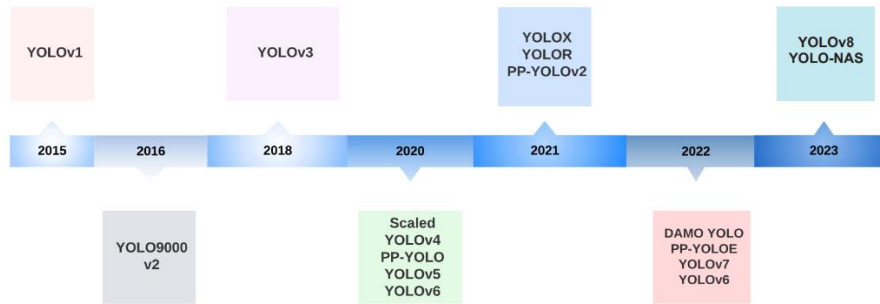 YOLOv1
YOLOv3
YOLOX
YOLOR
PP-YOLOv2
YOLOv8
YOLO-NAS
2015
2016
2018
2020
2021
2022
2023
YOLO9000
v2
Scaled
YOLOv4
PP-YOLO
YOLOv5
YOLOv6
DAMO YOLO
PP-YOLOE
YOLOv7
YOLOv6